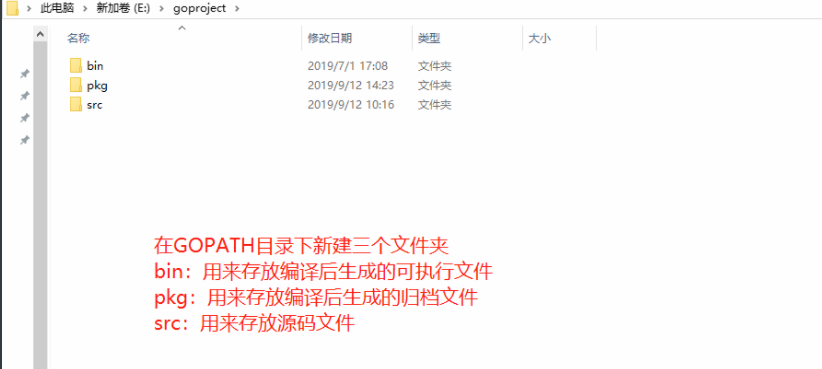 此电脑 > 新加卷 (E:) > goproject >
名称 修改日期 类型 大小
bin 2019/7/1 17:08 文件夹
pkg 2019/9/12 14:23 文件夹
src 2019/9/12 10:16 文件夹
在GOPATH目录下新建三个文件夹
bin：用来存放编译后生成的可执行文件
pkg：用来存放编译后生成的归档文件
src：用来存放源码文件